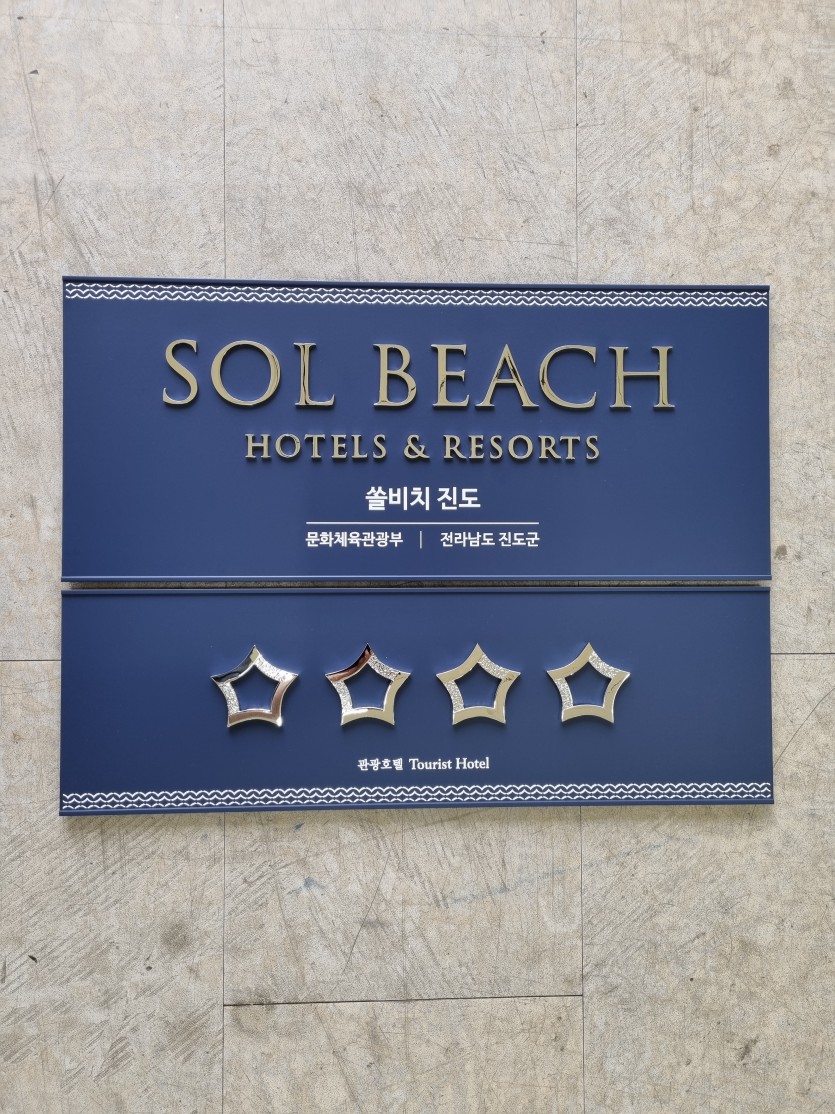 SOL BEACH
HOTELS & RESORTS
쏠비치 진도
문화체육관광부 | 전라남도 진도군
관광호텔 Tourist Hotel